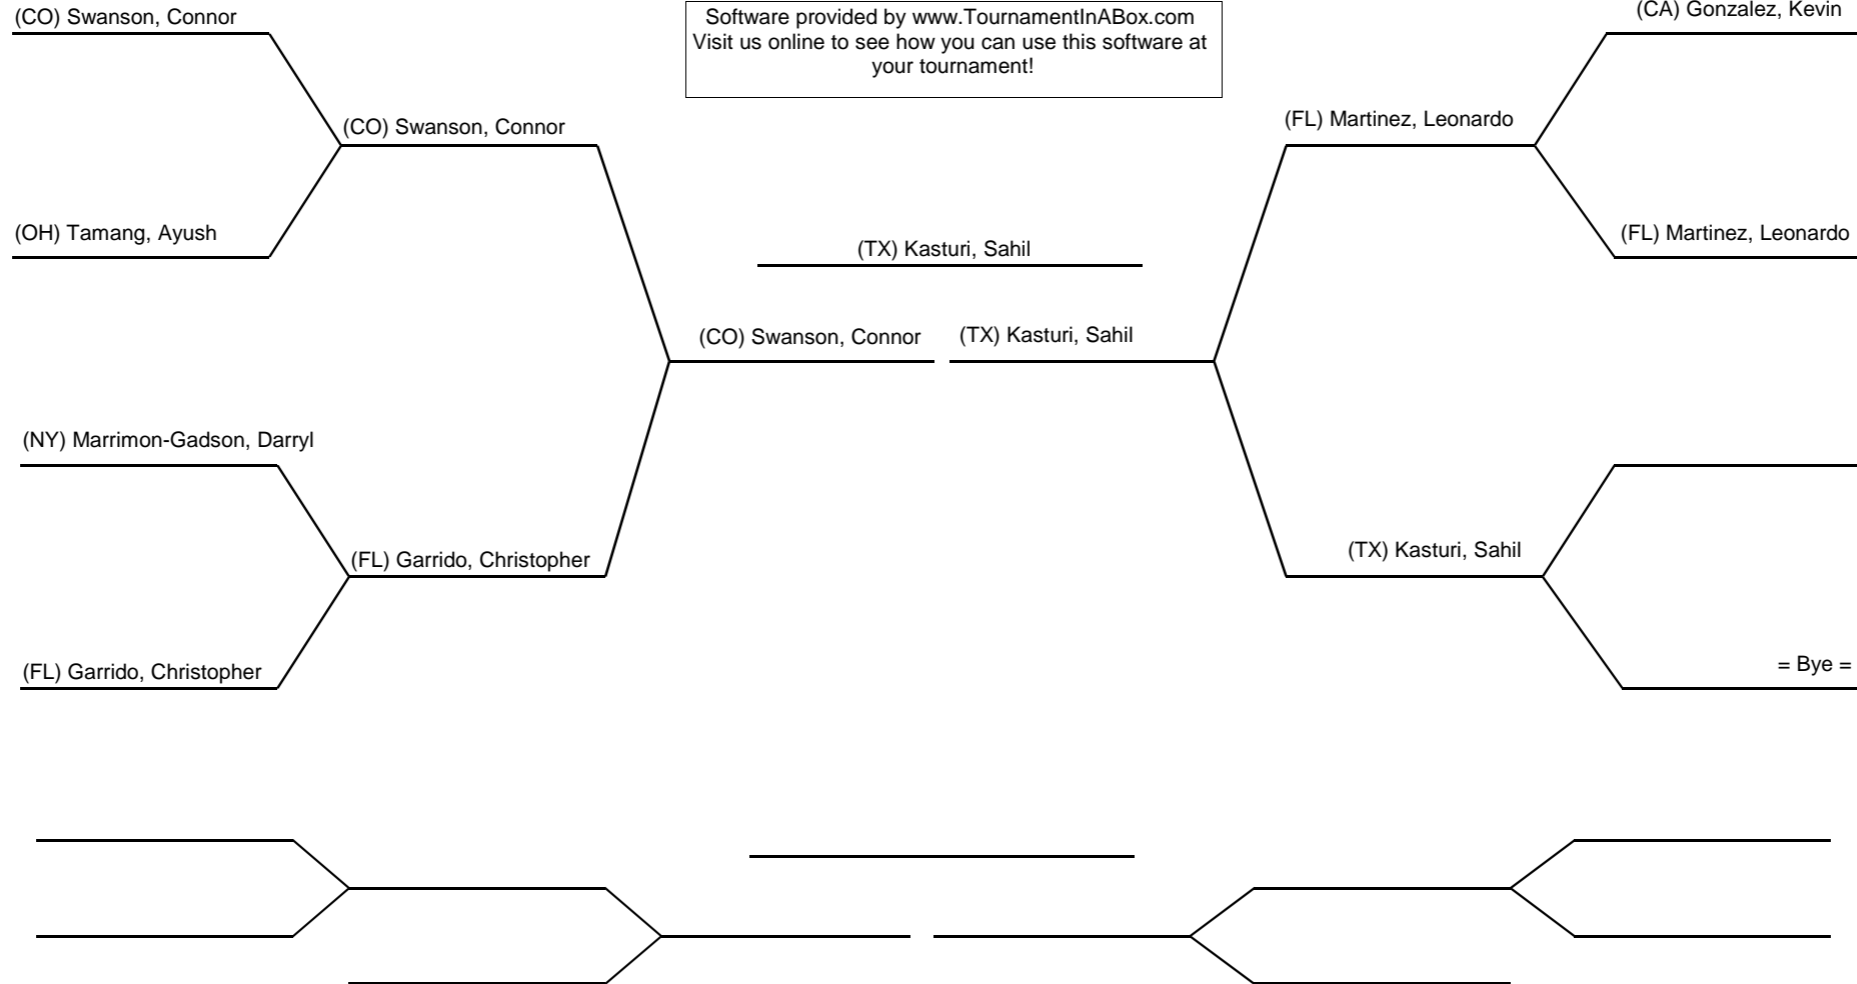 (CO) Swanson, Connor
Software provided by www.TournamentInABox.com
Visit us online to see how you can use this software at
your tournament!
(CA) Gonzalez, Kevin
(CO) Swanson, Connor
(FL) Martinez, Leonardo
(OH) Tamang, Ayush
(TX) Kasturi, Sahil
(FL) Martinez, Leonardo
(CO) Swanson, Connor
(TX) Kasturi, Sahil
(NY) Marrimon-Gadson, Darryl
(FL) Garrido, Christopher
(TX) Kasturi, Sahil
(FL) Garrido, Christopher
= Bye =